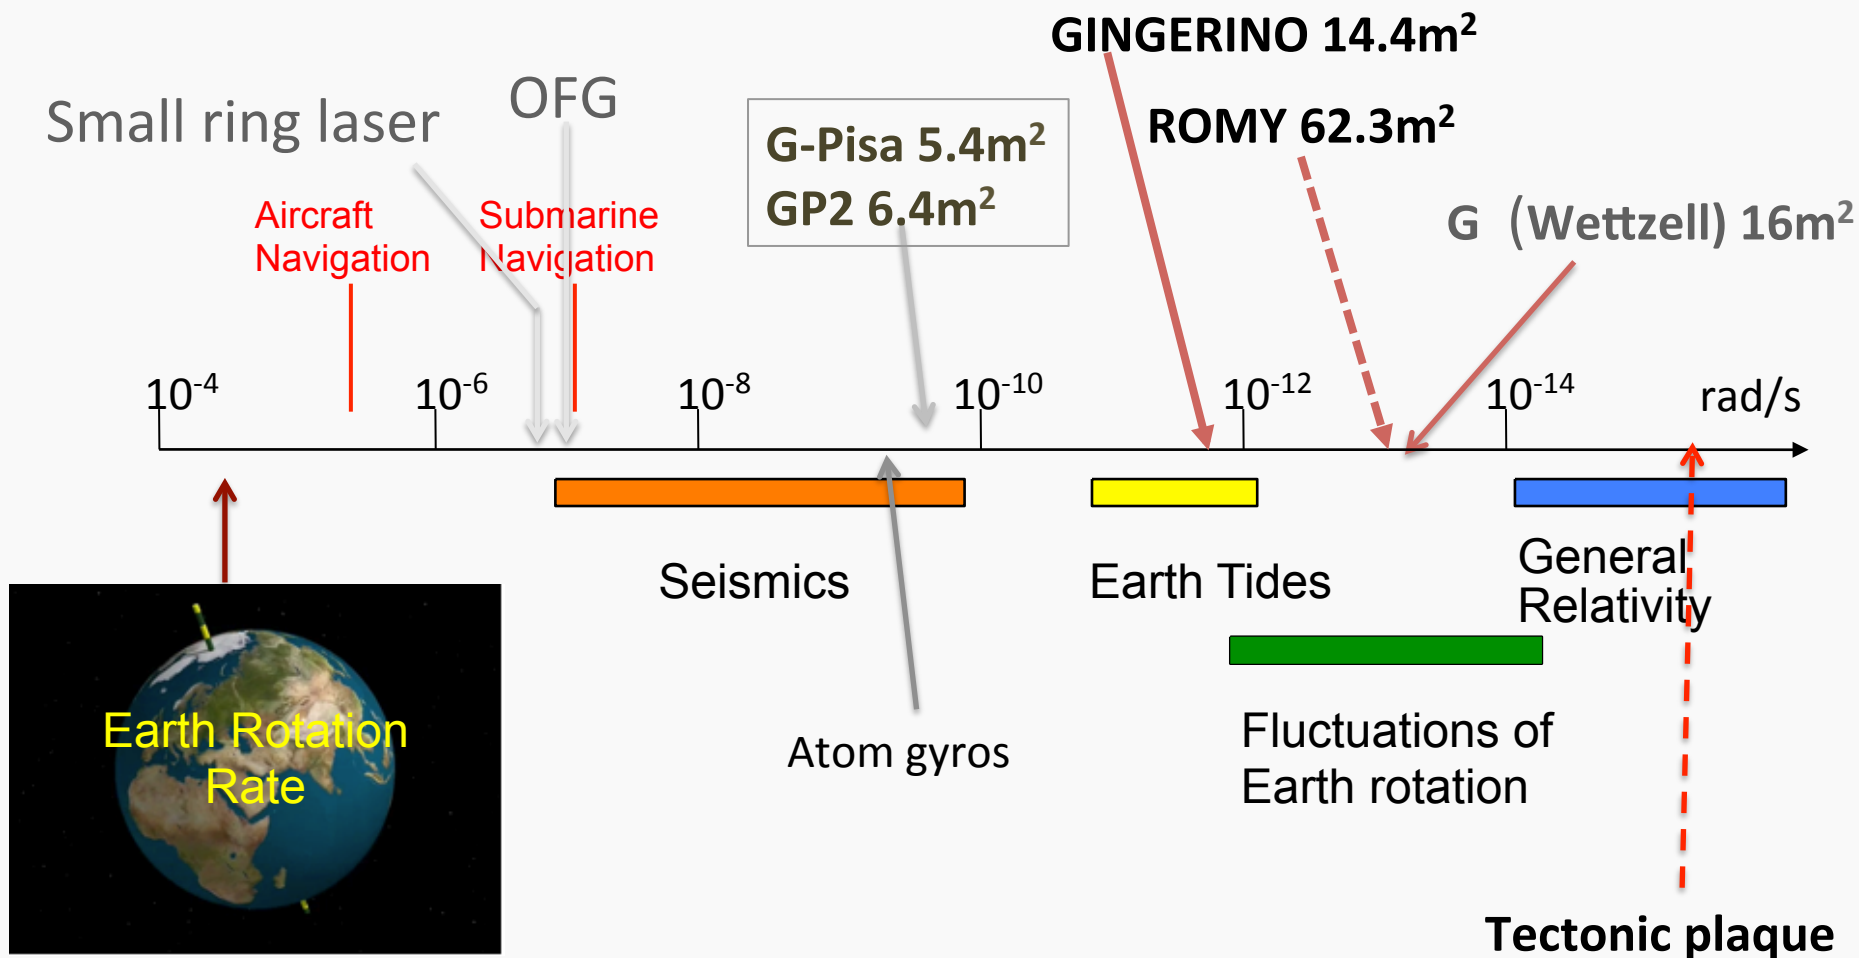 GINGERINO 14.4m²
OFG
Small ring laser
G-Pisa 5.4m²
GP2 6.4m²
ROMY 62.3m²
G (Wettzell) 16m²
Aircraft
Navigation
Submarine
Navigation
10⁻⁴ 10⁻⁶ 10⁻⁸ 10⁻¹⁰ 10⁻¹² 10⁻¹⁴ rad/s
Seismics
Earth Tides
General
Relativity
Earth Rotation
Rate
Atom gyros
Fluctuations of
Earth rotation
Tectonic plaque